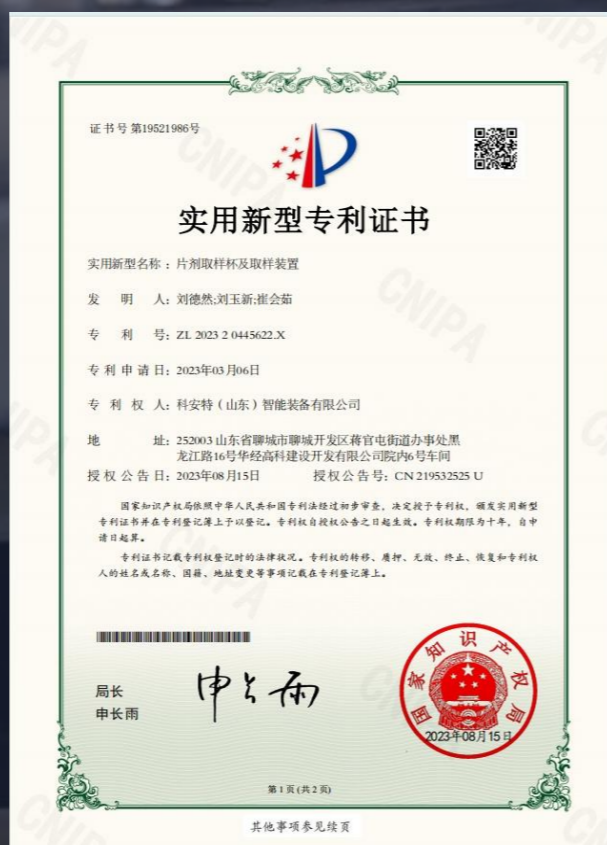 证书号第19521986号
实用新型专利证书
实用新型名称：片剂取样杯及取样装置
发 明 人：刘德然;刘玉新;崔会茹
专 利 号：ZL 2023 2 0445622.X
专利申请日：2023年03月06日
专 利 权 人：科安特（山东）智能装备有限公司
地 址：252003 山东省聊城市聊城开发区蒋官屯街道办事处黑
龙江路16号华经高科建设开发有限公司院内6号车间
授权公告日：2023年08月15日 授权公告号：CN 219532525 U
国家知识产权局依照中华人民共和国专利法经过初步审查，决定授予专利权，颁发实用新型
专利证书并在专利登记簿上予以登记。专利权自授权公告之日起生效。专利权期限为十年，自申
请日起算。
专利证书记载专利权登记时的法律状况。专利权的转移、质押、无效、终止、恢复和专利权
人的姓名或名称、国籍、地址变更等事项记载在专利登记簿上。
局长
申长雨
申长雨
国家知识产权局
2023年08月15日
第1页(共2页)
其他事项参见续页
CNIPA
CNIPA
CNIPA
CNIPA